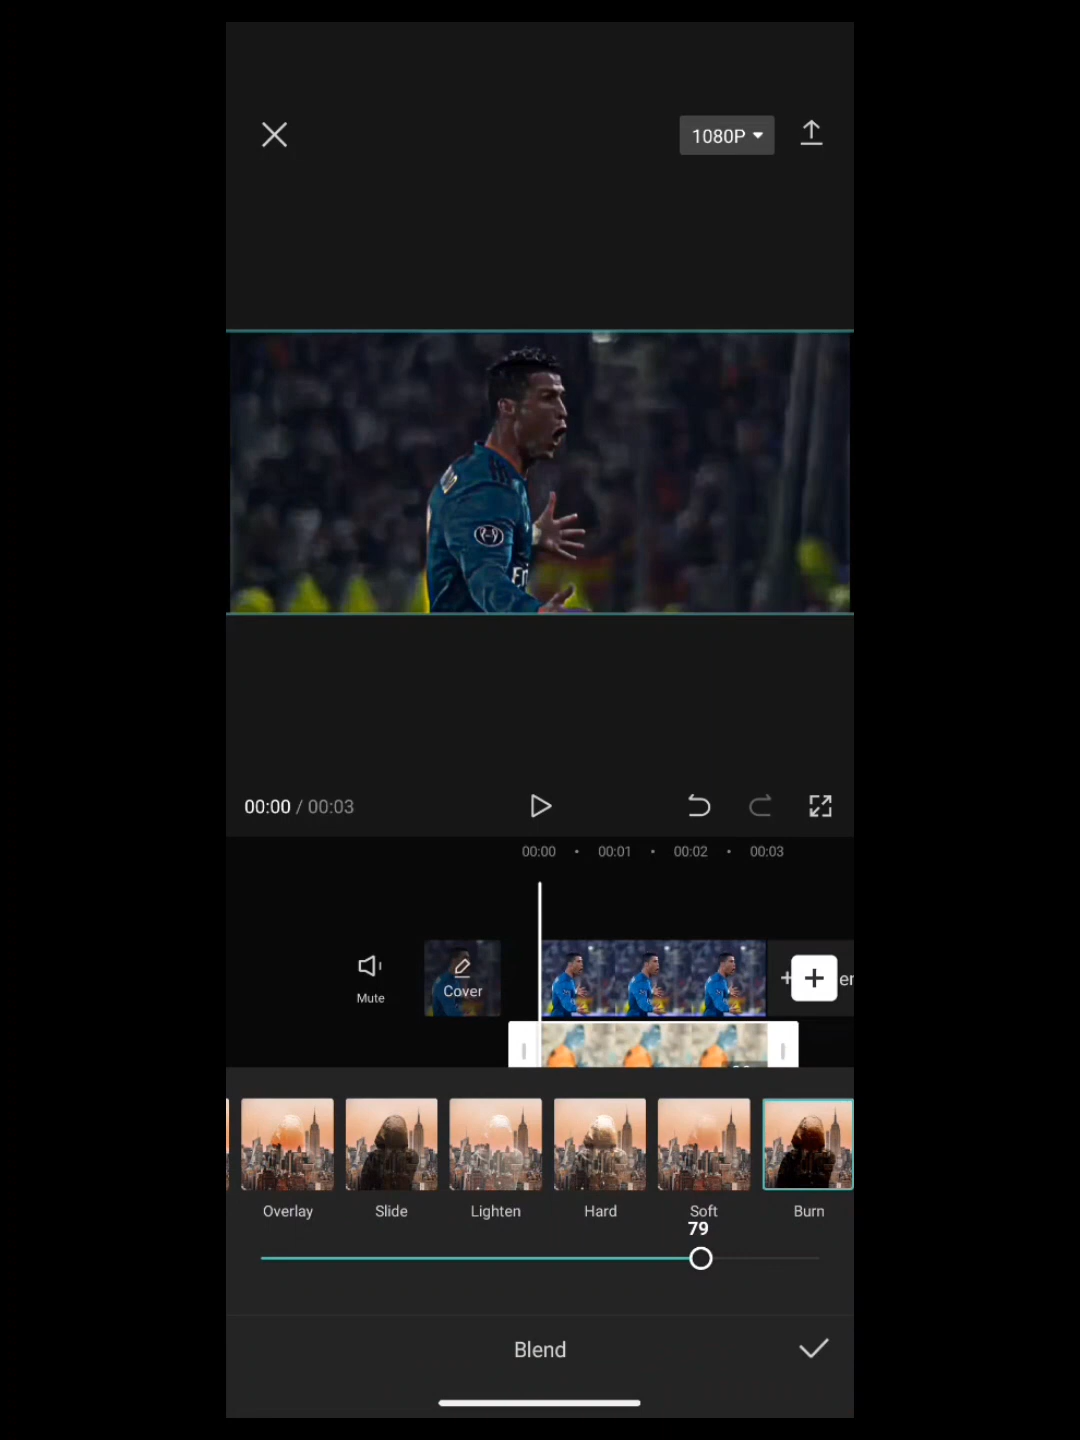 1080P
00:00 / 00:03
00:00 • 00:01 • 00:02 • 00:03
Mute
Cover
Overlay
Slide
Lighten
Hard
Soft
Burn
79
Blend